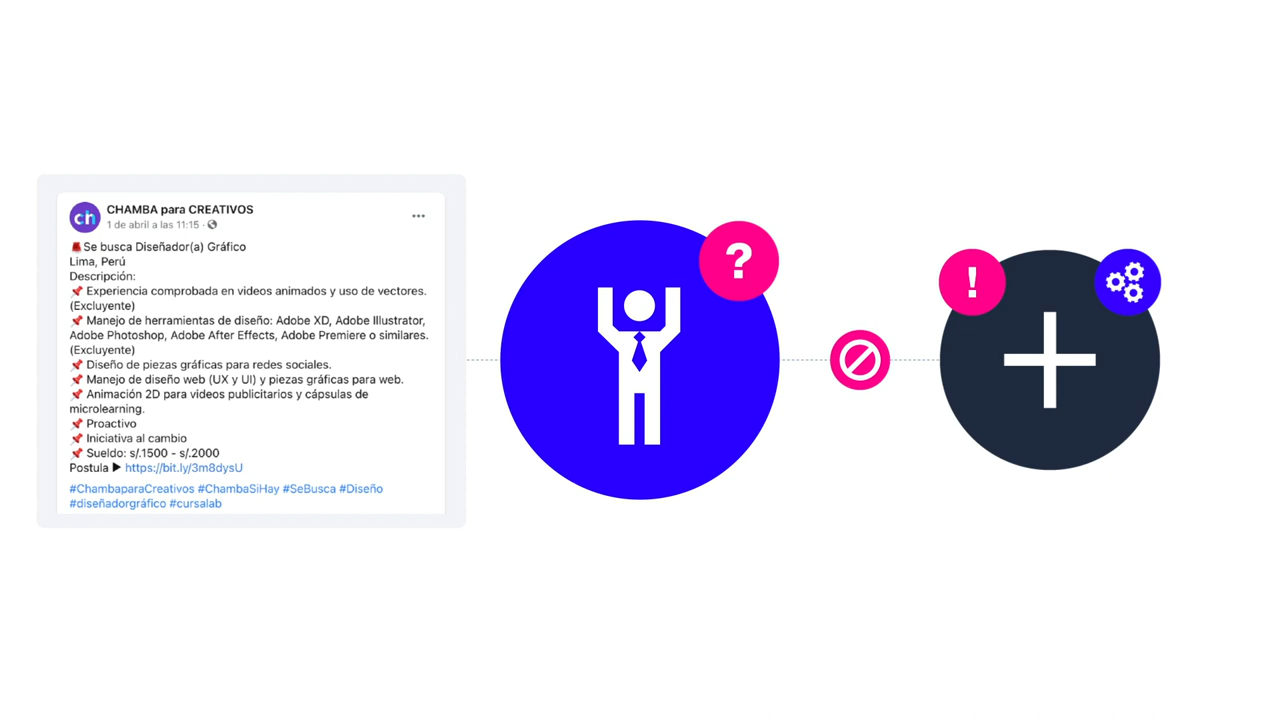 ch
CHAMBA para CREATIVOS
1 de abril a las 11:15 ·
Se busca Diseñador(a) Gráfico
Lima, Perú
Descripción:
📌 Experiencia comprobada en videos animados y uso de vectores.
(Excluyente)
📌 Manejo de herramientas de diseño: Adobe XD, Adobe Illustrator,
Adobe Photoshop, Adobe After Effects, Adobe Premiere o similares.
(Excluyente)
📌 Diseño de piezas gráficas para redes sociales.
📌 Manejo de diseño web (UX y UI) y piezas gráficas para web.
📌 Animación 2D para videos publicitarios y cápsulas de
microlearning.
📌 Proactivo
📌 Iniciativa al cambio
📌 Sueldo: s/.1500 - s/.2000
Postula ▶ https://bit.ly/3m8dysU
#ChambaparaCreativos #ChambaSiHay #SeBusca #Diseño
#diseñadorgráfico #cursalab
?
!